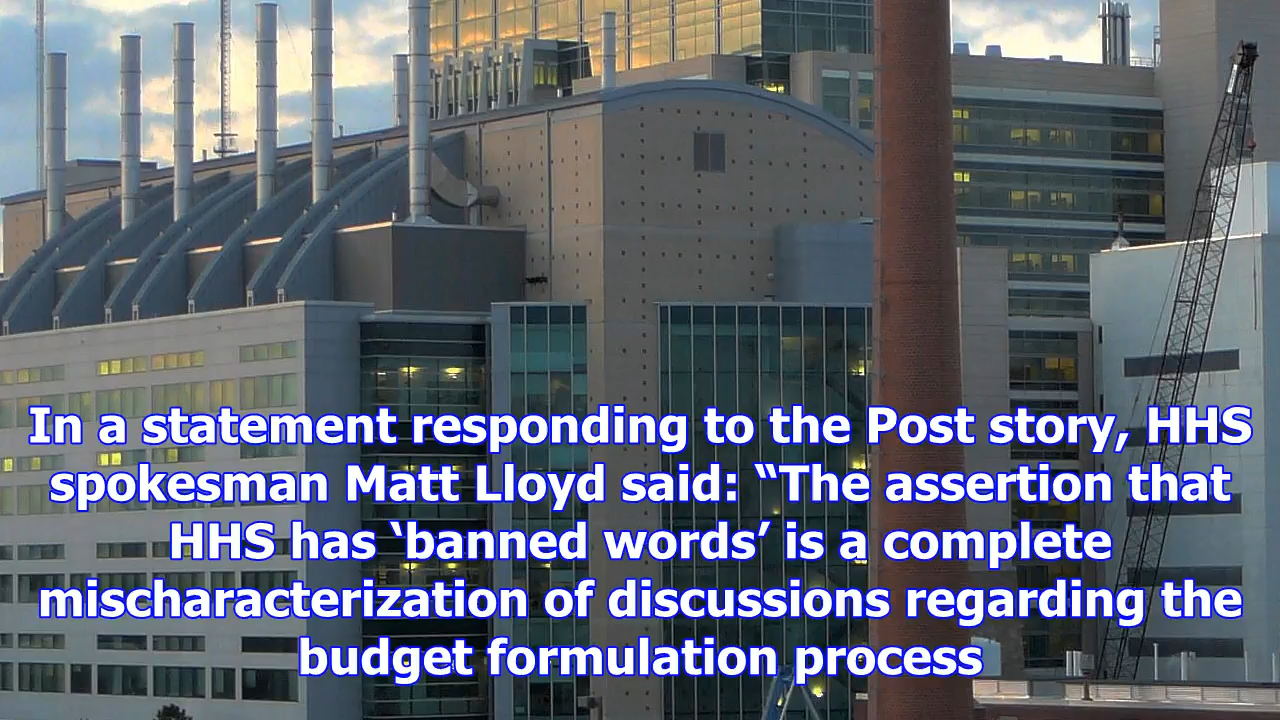 In a statement responding to the Post story, HHS
spokesman Matt Lloyd said: “The assertion that
HHS has ‘banned words’ is a complete
mischaracterization of discussions regarding the
budget formulation process